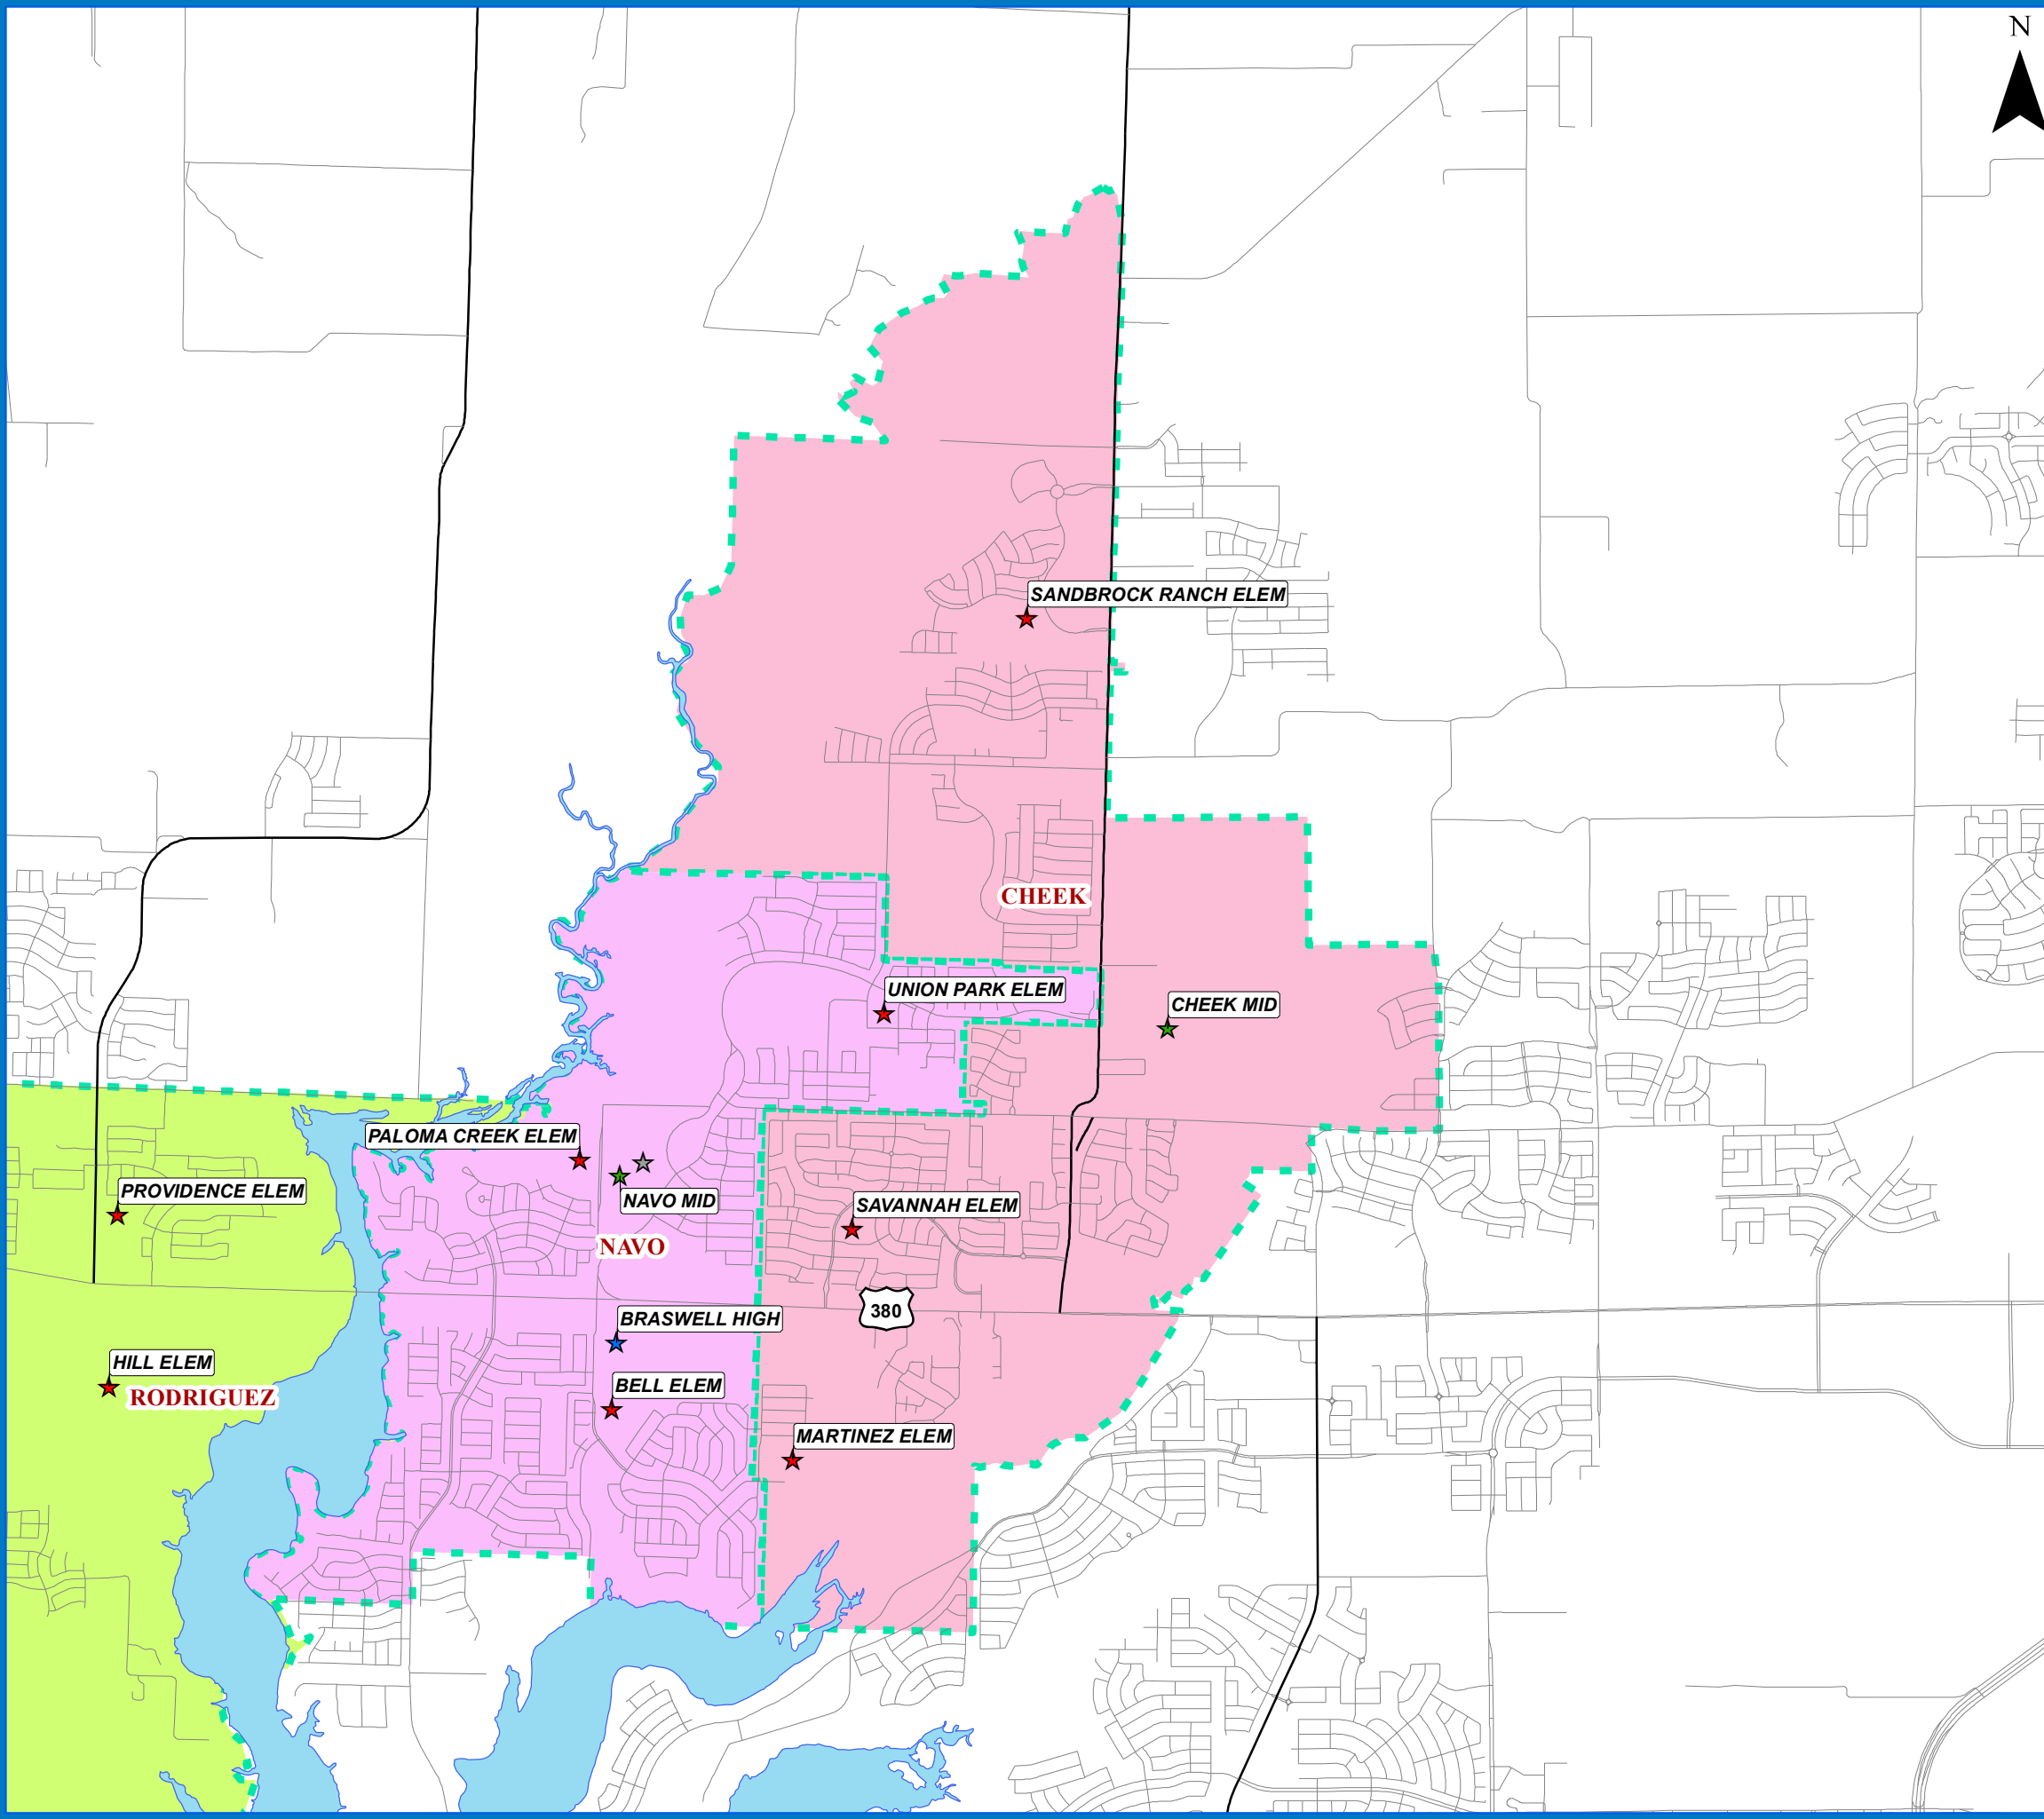 N
SANDBROCK RANCH ELEM
CHEEK
UNION PARK ELEM
CHEEK MID
PALOMA CREEK ELEM
PROVIDENCE ELEM
NAVO MID
SAVANNAH ELEM
NAVO
380
BRASWELL HIGH
HILL ELEM
BELL ELEM
RODRIGUEZ
MARTINEZ ELEM